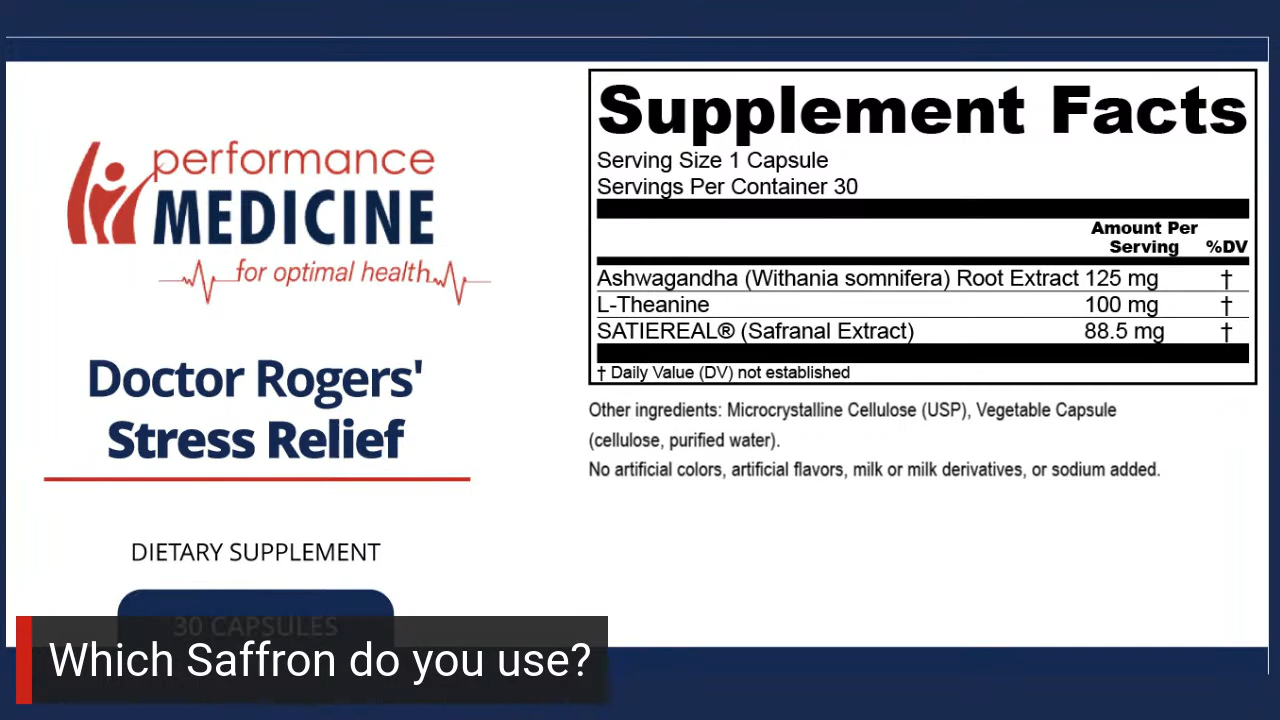 performance
MEDICINE
for optimal health
Doctor Rogers'
Stress Relief
DIETARY SUPPLEMENT
30 CAPSULES
Supplement Facts
Serving Size 1 Capsule
Servings Per Container 30
Amount Per
Serving %DV
Ashwagandha (Withania somnifera) Root Extract 125 mg †
L-Theanine 100 mg †
SATIEREAL® (Safranal Extract) 88.5 mg †
† Daily Value (DV) not established
Other ingredients: Microcrystalline Cellulose (USP), Vegetable Capsule
(cellulose, purified water).
No artificial colors, artificial flavors, milk or milk derivatives, or sodium added.
Which Saffron do you use?